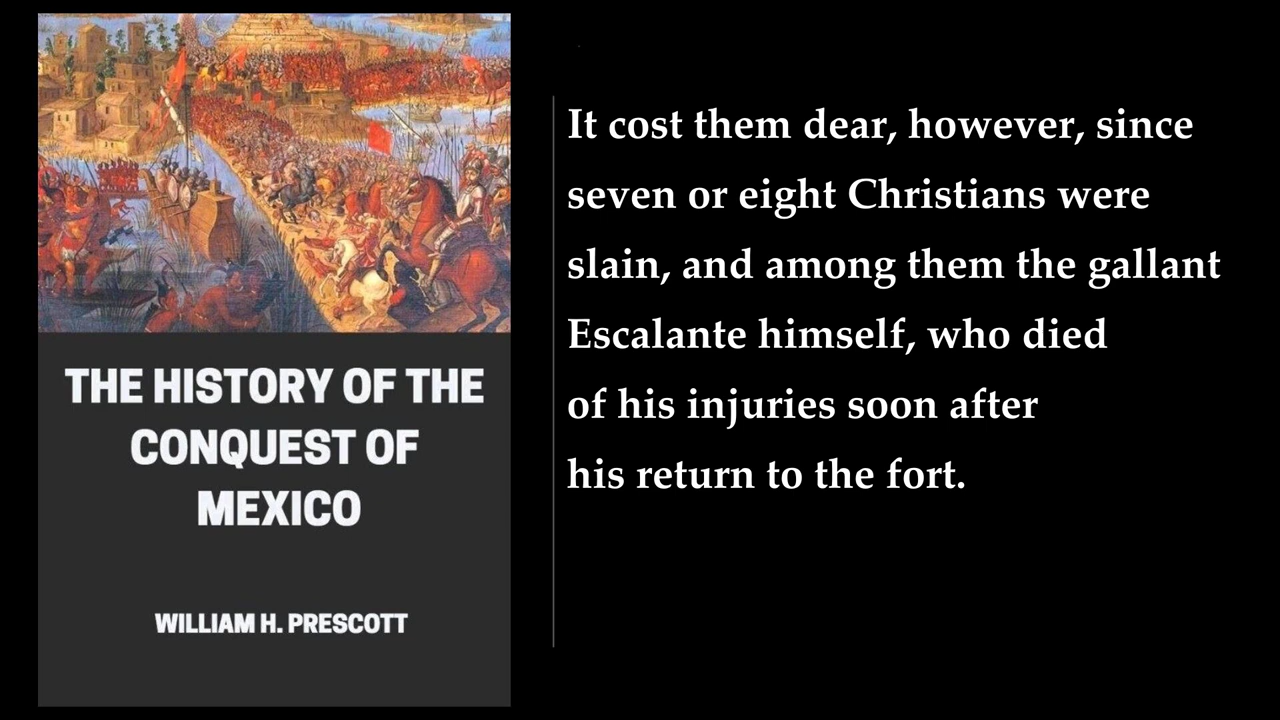 THE HISTORY OF THE
CONQUEST OF
MEXICO
WILLIAM H. PRESCOTT
It cost them dear, however, since
seven or eight Christians were
slain, and among them the gallant
Escalante himself, who died
of his injuries soon after
his return to the fort.